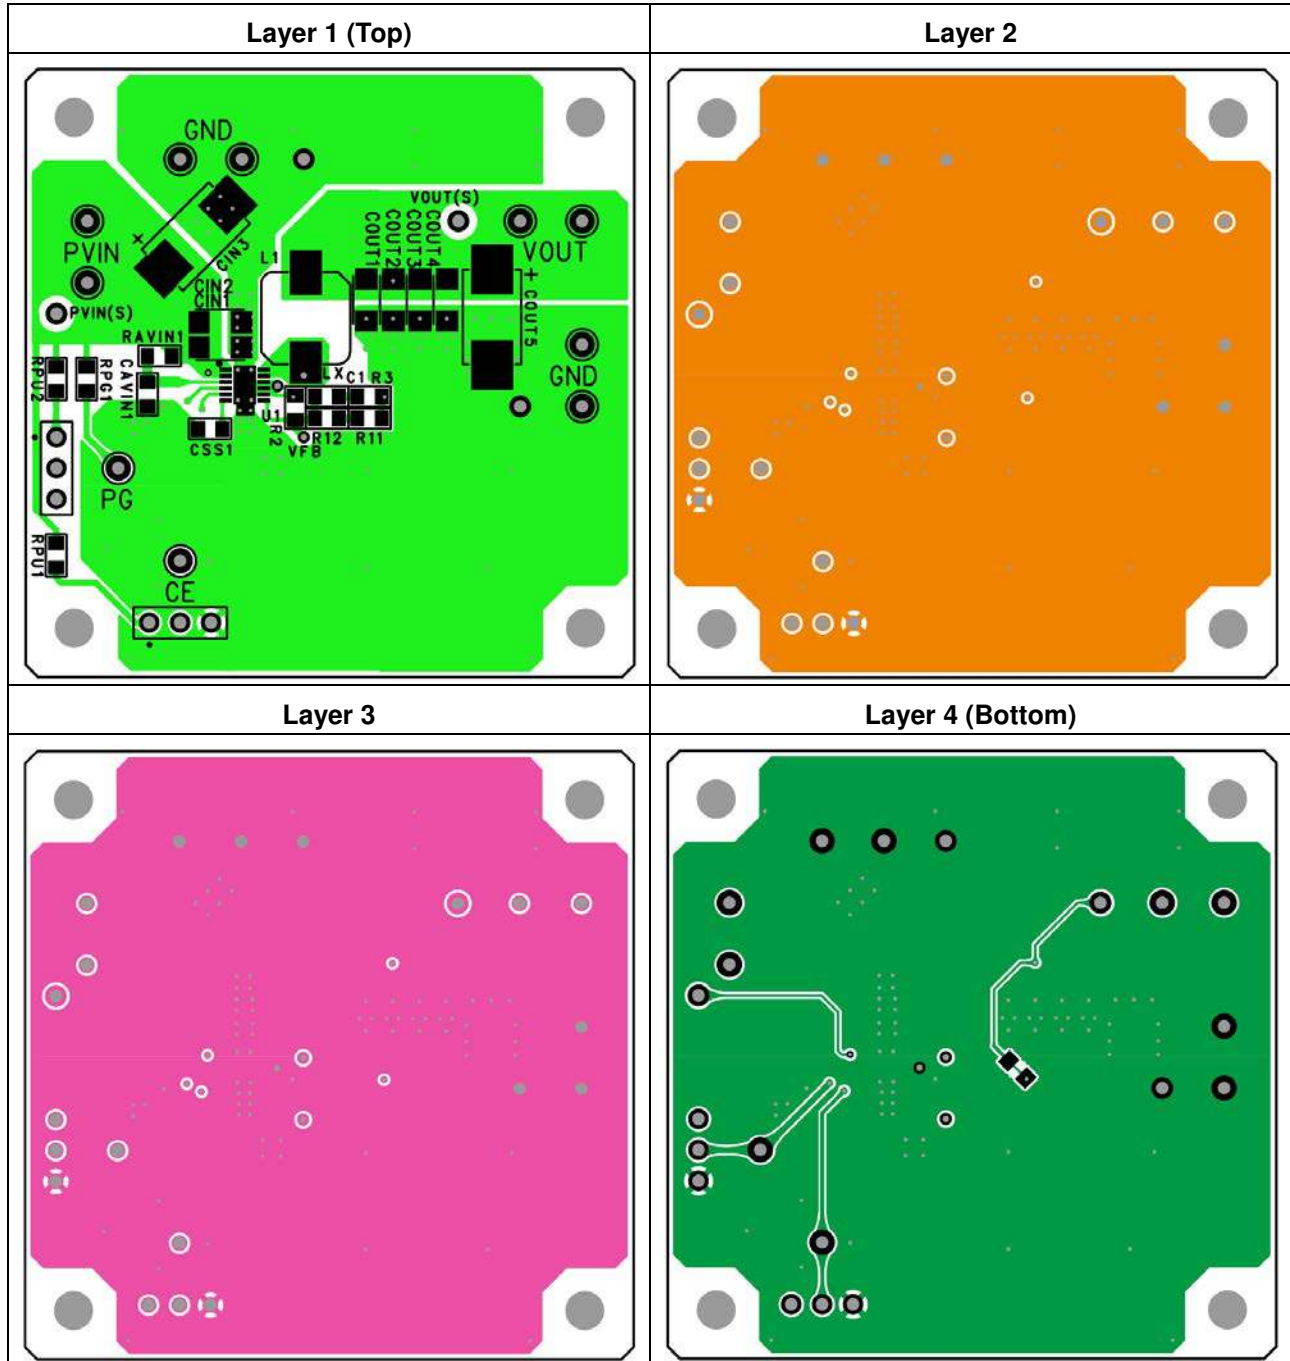 Layer 1 (Top)
Layer 2
GND
VOUT(S)
PVIN
+
CIN3
L1
COUT1
COUT2
COUT3
COUT4
VOUT
+
COUT5
CIN2
CIN1
PVIN(S)
RAVIN1
RPU2
RPG1
CAVIN1
LX
C1
R3
GND
U1
R2
CSS1
VFB
R12
R11
PG
RPU1
CE
Layer 3
Layer 4 (Bottom)